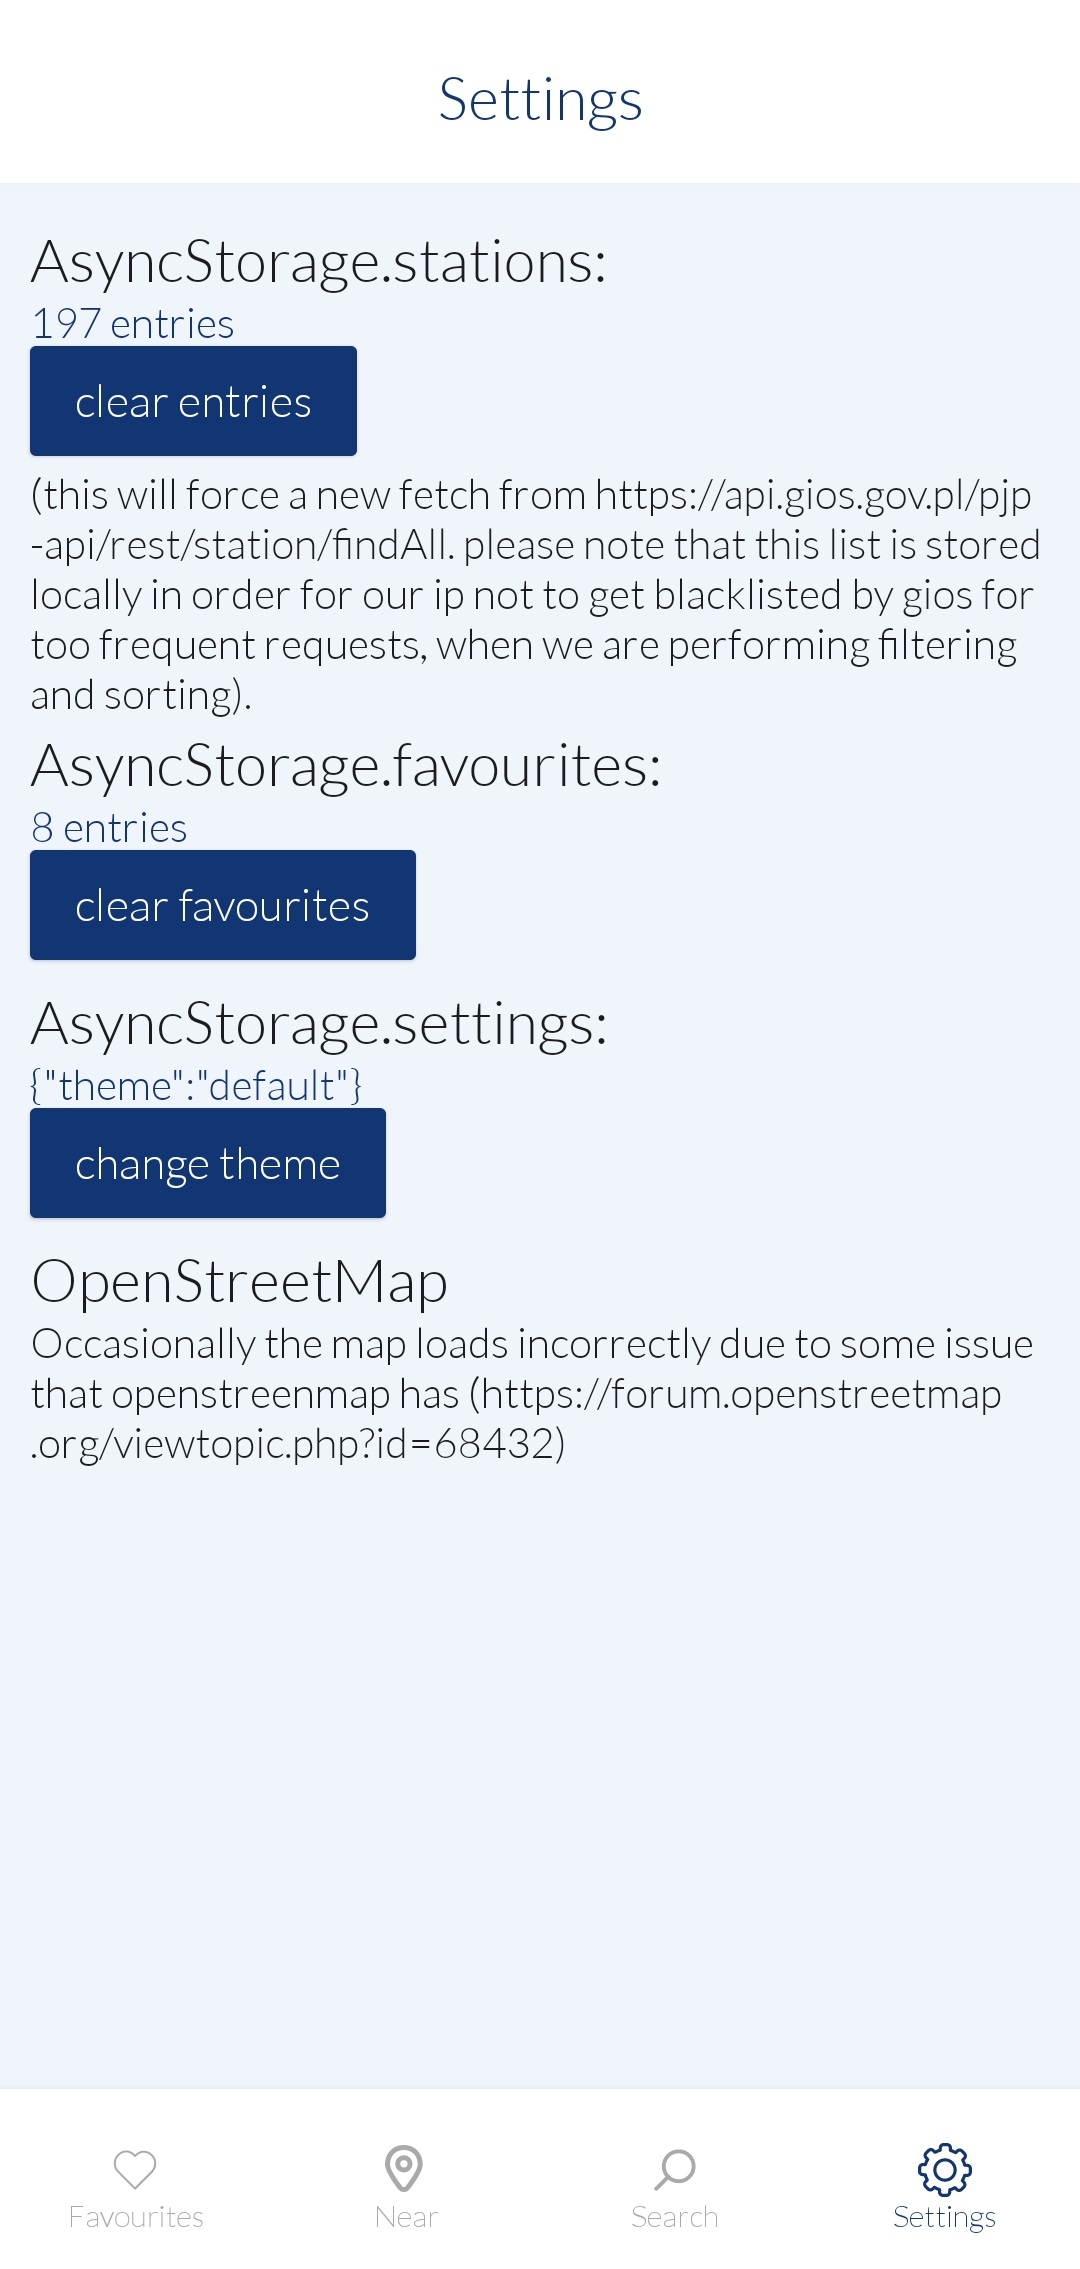 Settings
AsyncStorage.stations:
197 entries
clear entries
(this will force a new fetch from https://api.gios.gov.pl/pjp
-api/rest/station/findAll. please note that this list is stored
locally in order for our ip not to get blacklisted by gios for
too frequent requests, when we are performing filtering
and sorting).
AsyncStorage.favourites:
8 entries
clear favourites
AsyncStorage.settings:
{"theme":"default"}
change theme
OpenStreetMap
Occasionally the map loads incorrectly due to some issue
that openstreenmap has (https://forum.openstreetmap
.org/viewtopic.php?id=68432)
Favourites
Near
Search
Settings